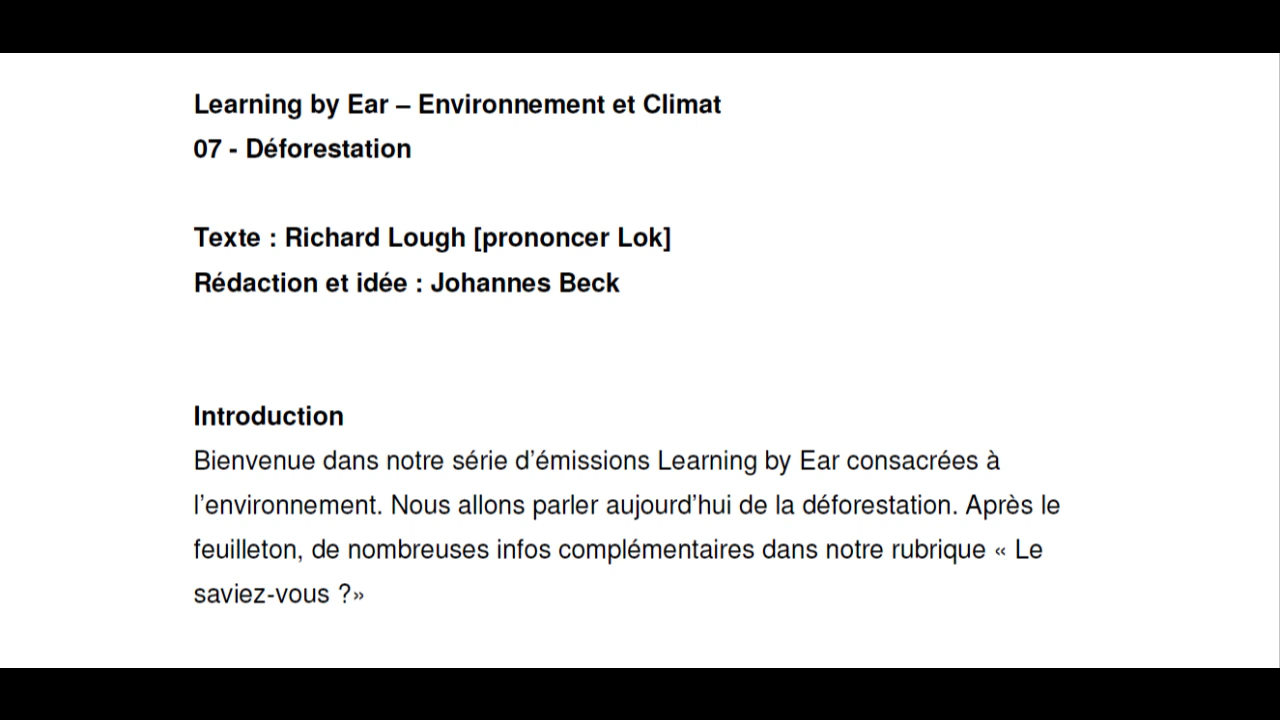 Learning by Ear – Environnement et Climat
07 - Déforestation
Texte : Richard Lough [prononcer Lok]
Rédaction et idée : Johannes Beck
Introduction
Bienvenue dans notre série d’émissions Learning by Ear consacrées à
l’environnement. Nous allons parler aujourd’hui de la déforestation. Après le
feuilleton, de nombreuses infos complémentaires dans notre rubrique « Le
saviez-vous ?»